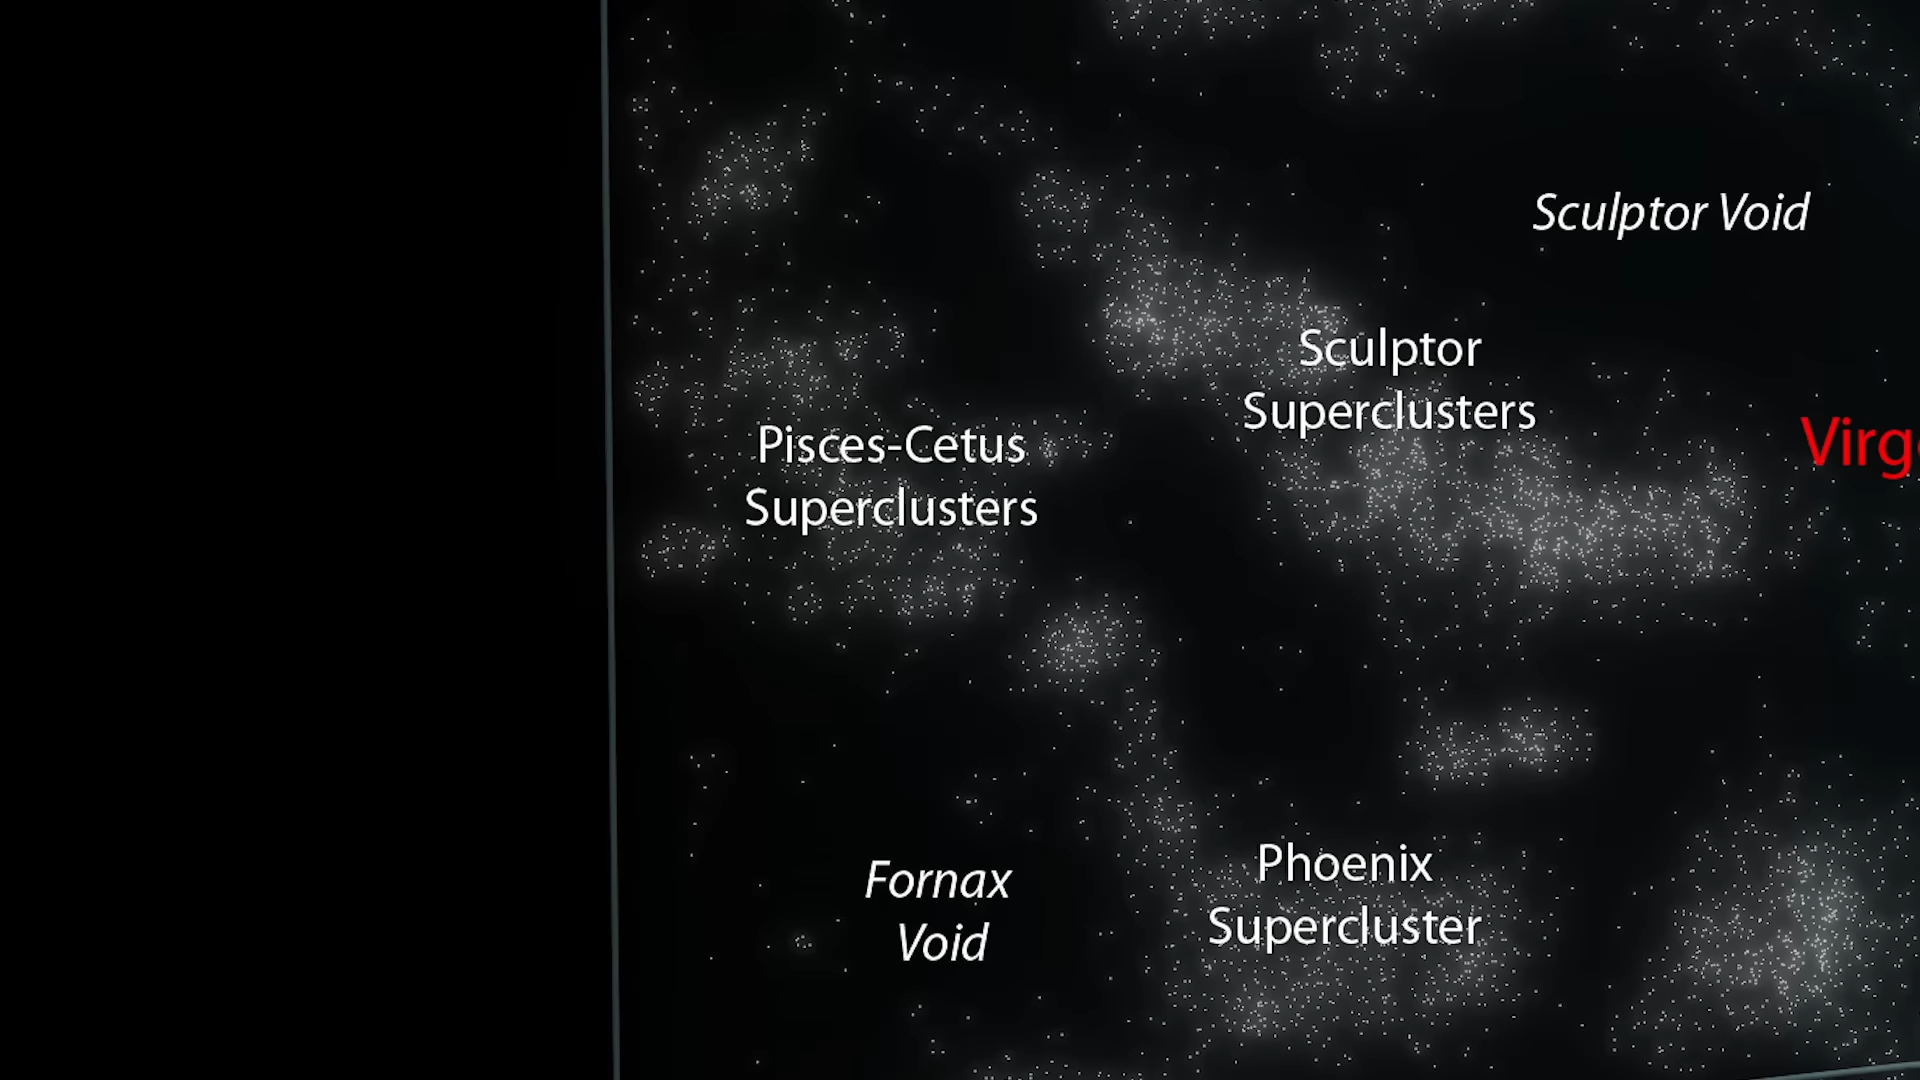 Sculptor Void
Sculptor
Superclusters
Pisces-Cetus
Superclusters
Phoenix
Supercluster
Fornax
Void